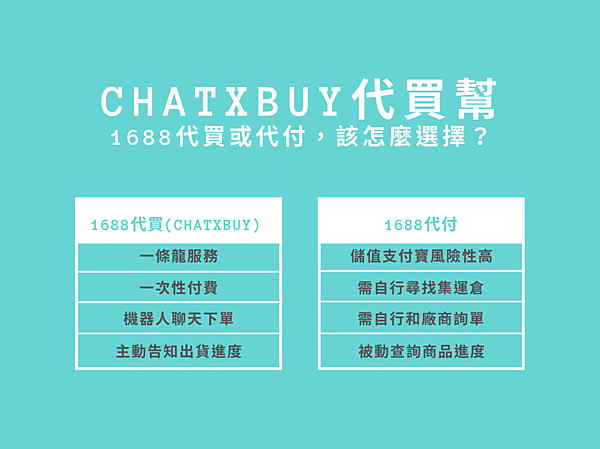 CHATXBUY代買幫
1688代買或代付，該怎麼選擇？
1688代買(CHATXBUY)
一條龍服務
一次性付費
機器人聊天下單
主動告知出貨進度
1688代付
儲值支付寶風險性高
需自行尋找集運倉
需自行和廠商詢單
被動查詢商品進度